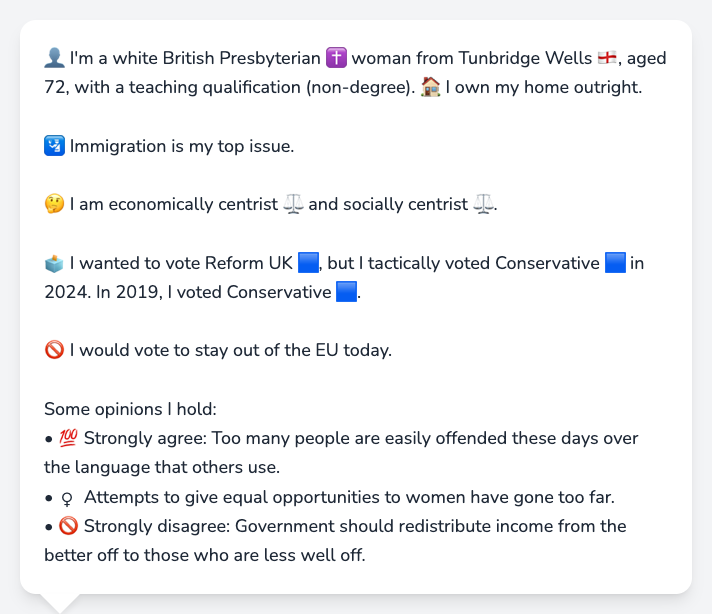 👤 I'm a white British Presbyterian ✝️ woman from Tunbridge Wells 🏴󠁧󠁢󠁥󠁮󠁧󠁿, aged
72, with a teaching qualification (non-degree). 🏠 I own my home outright.
🛂 Immigration is my top issue.
🤔 I am economically centrist ⚖️ and socially centrist ⚖️.
🗳️ I wanted to vote Reform UK 🟦, but I tactically voted Conservative 🟦 in
2024. In 2019, I voted Conservative 🟦.
🚫 I would vote to stay out of the EU today.
Some opinions I hold:
• 💯 Strongly agree: Too many people are easily offended these days over
the language that others use.
• ♀ Attempts to give equal opportunities to women have gone too far.
• 🚫 Strongly disagree: Government should redistribute income from the
better off to those who are less well off.